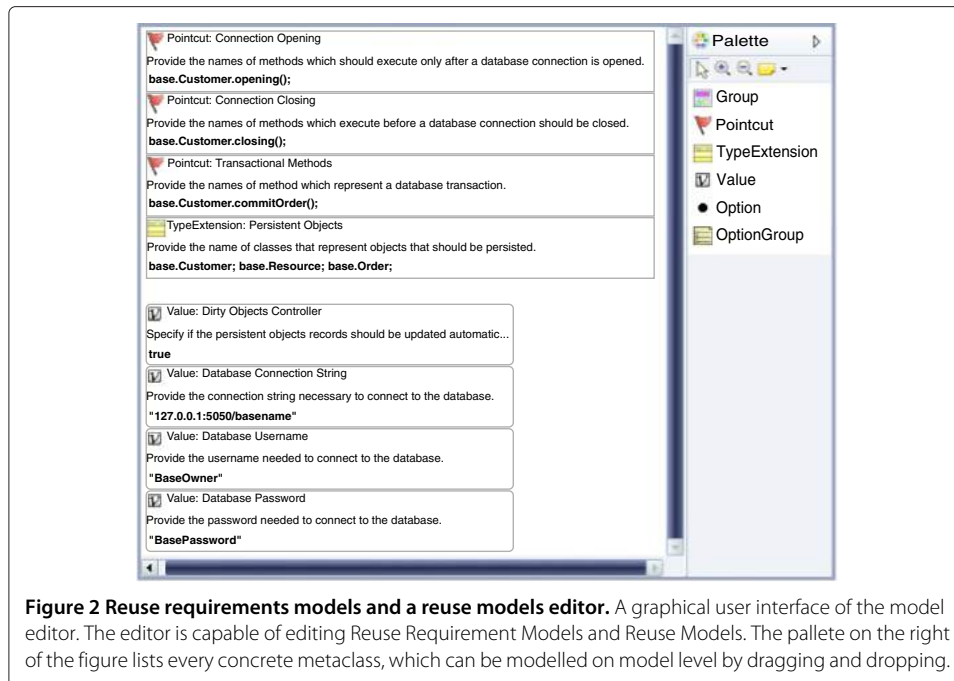 Pointcut: Connection Opening
Provide the names of methods which should execute only after a database connection is opened.
base.Customer.opening();
Pointcut: Connection Closing
Provide the names of methods which execute before a database connection should be closed.
base.Customer.closing();
Pointcut: Transactional Methods
Provide the names of method which represent a database transaction.
base.Customer.commitOrder();
TypeExtension: Persistent Objects
Provide the name of classes that represent objects that should be persisted.
base.Customer; base.Resource; base.Order;
Value: Dirty Objects Controller
Specify if the persistent objects records should be updated automatic...
true
Value: Database Connection String
Provide the connection string necessary to connect to the database.
"127.0.0.1:5050/basename"
Value: Database Username
Provide the username needed to connect to the database.
"BaseOwner"
Value: Database Password
Provide the password needed to connect to the database.
"BasePassword"
Palette
Group
Pointcut
TypeExtension
Value
Option
OptionGroup
Figure 2 Reuse requirements models and a reuse models editor. A graphical user interface of the model
editor. The editor is capable of editing Reuse Requirement Models and Reuse Models. The pallete on the right
of the figure lists every concrete metaclass, which can be modelled on model level by dragging and dropping.